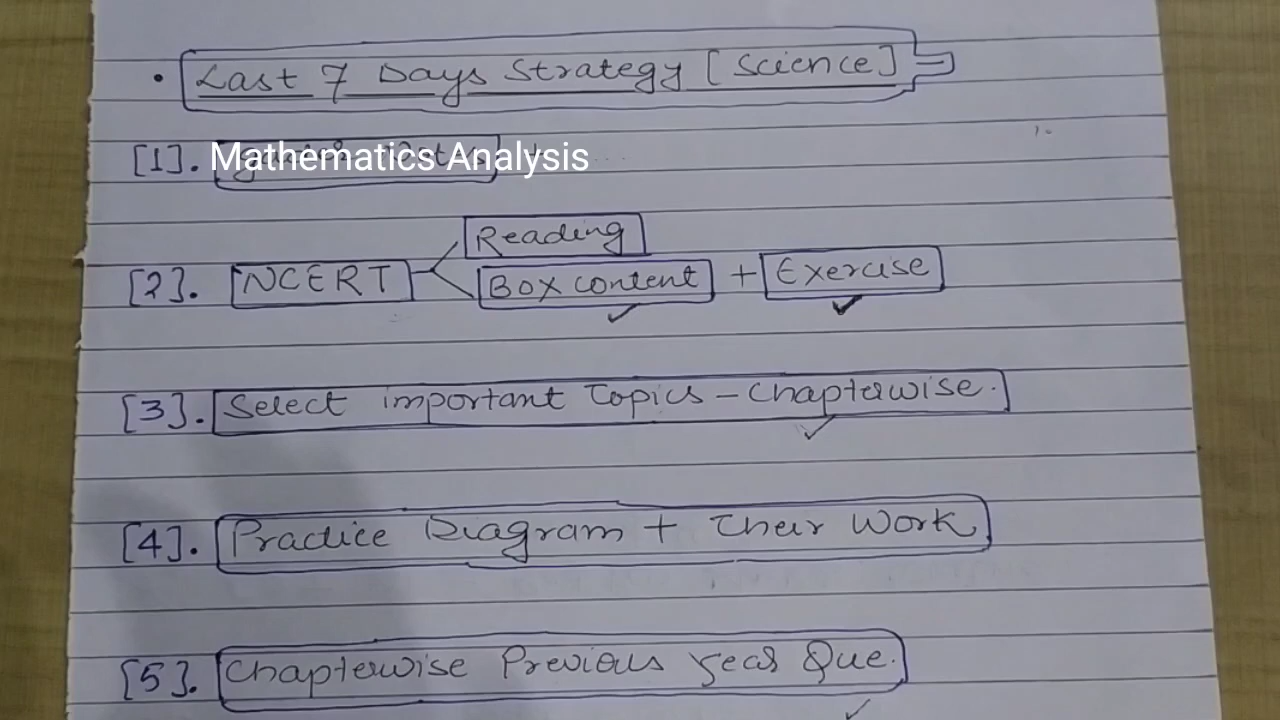 • Last 7 Days Strategy [Science]
[1]. Mathematics Analysis
Reading
[2]. NCERT Box content + Exercise
[3]. Select important Topics - Chapterwise.
[4]. Practice Diagram + Their Work
[5]. Chapterwise Previous year Que.